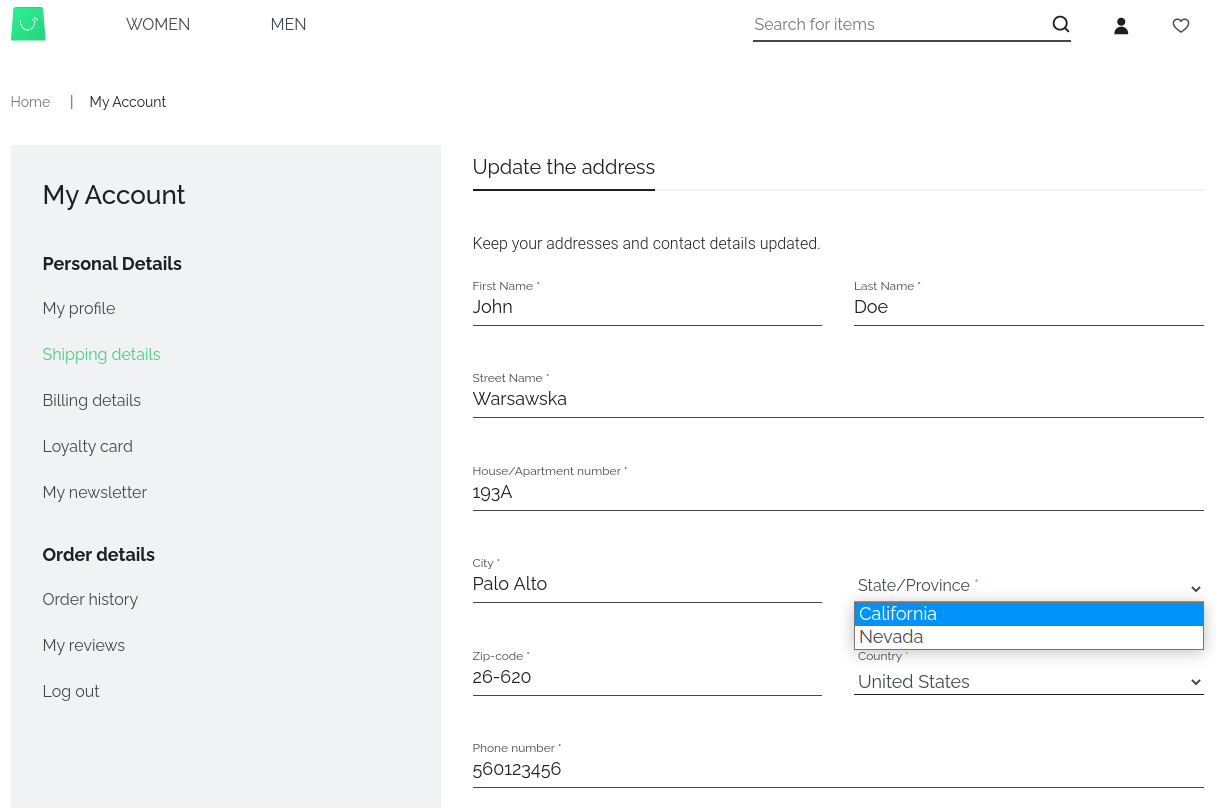 WOMEN
MEN
Search for items
Home | My Account
My Account
Personal Details
My profile
Shipping details
Billing details
Loyalty card
My newsletter
Order details
Order history
My reviews
Log out
Update the address
Keep your addresses and contact details updated.
First Name *
John
Last Name *
Doe
Street Name *
Warsawska
House/Apartment number *
193A
City *
Palo Alto
State/Province *
California
Nevada
Zip-code *
26-620
Country *
United States
Phone number *
560123456